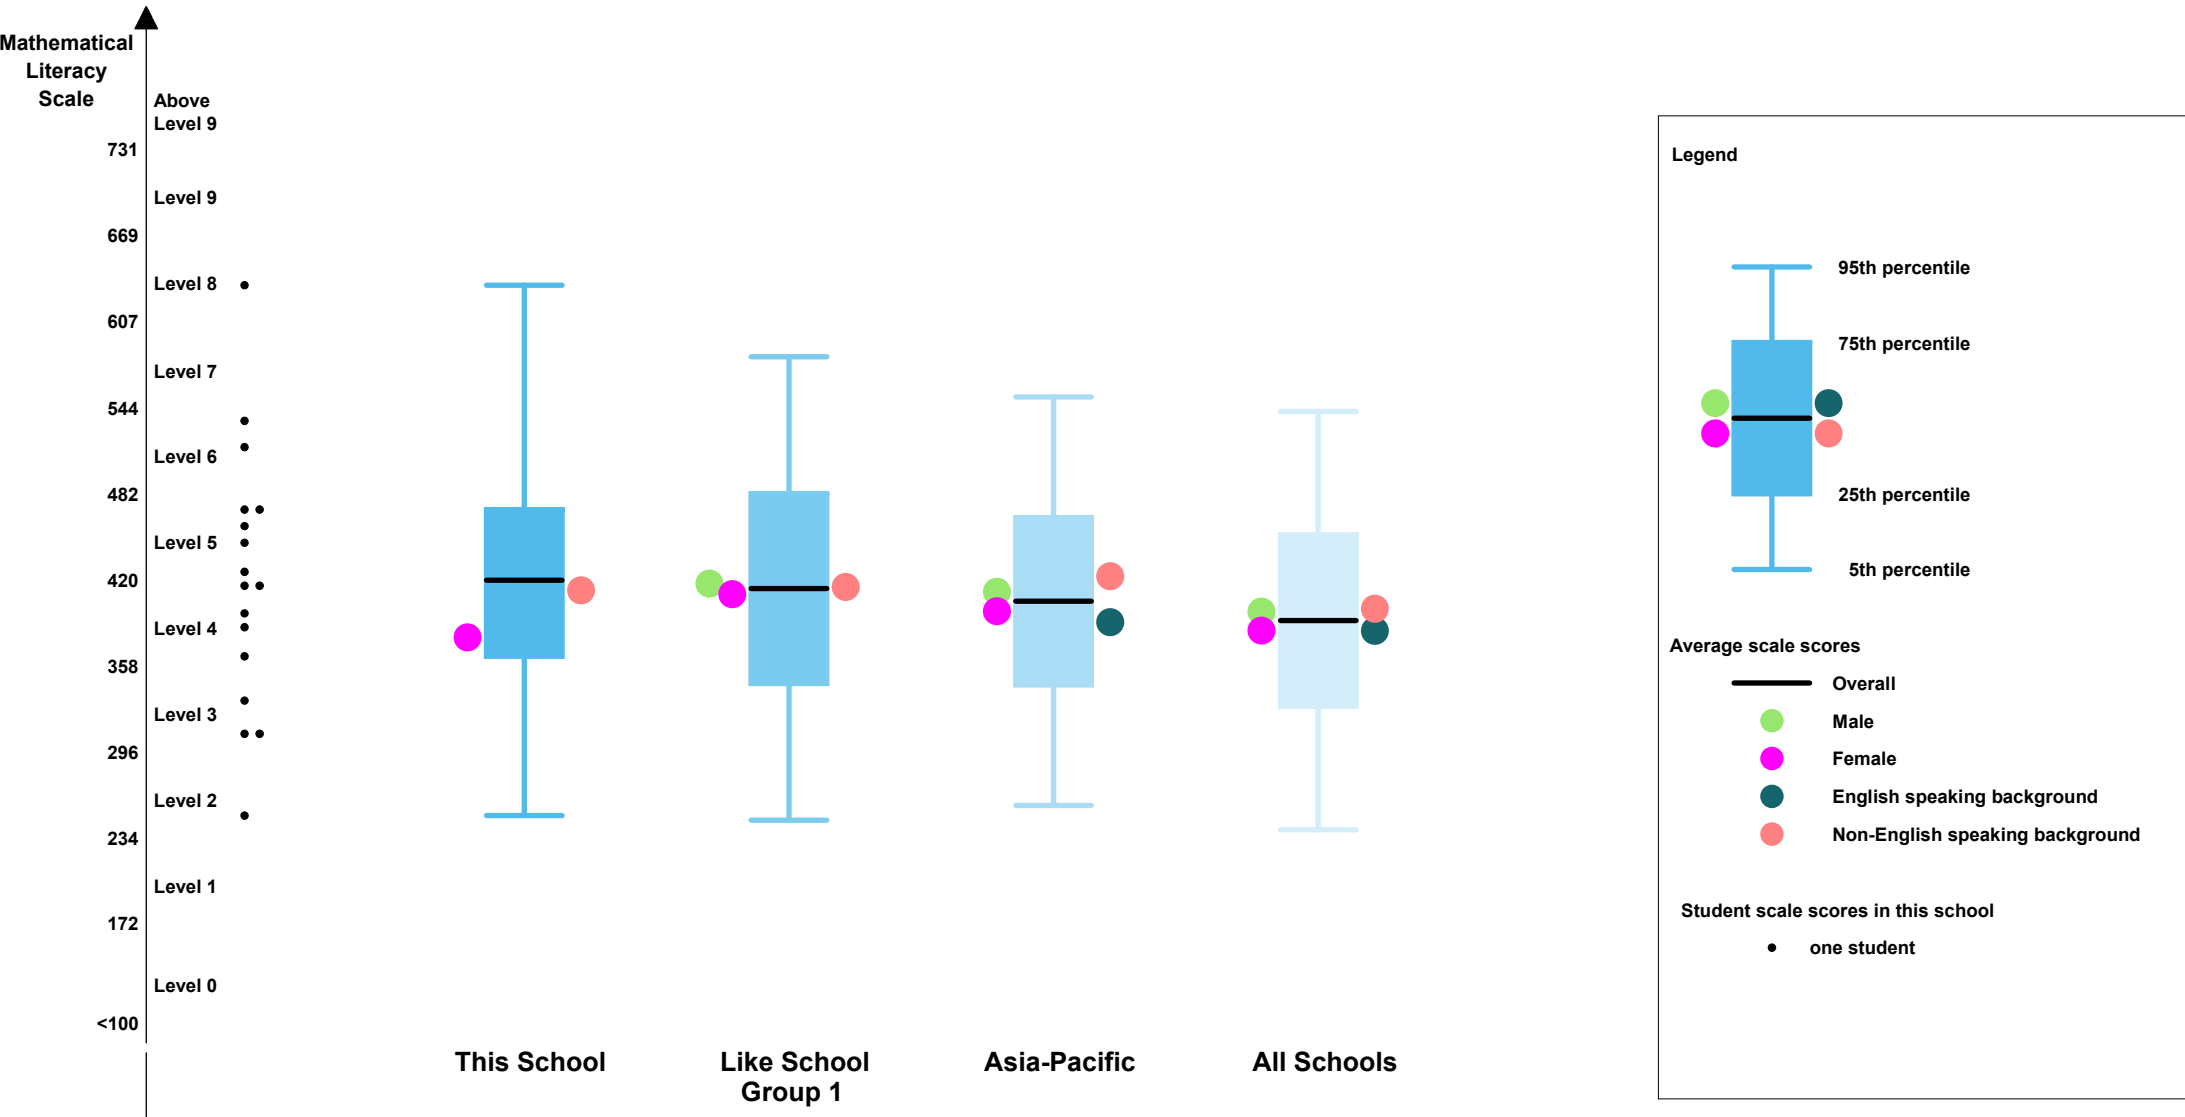 Mathematical
Literacy
Scale
Above
Level 9
731
Level 9
669
Level 8
607
Level 7
544
Level 6
482
Level 5
420
Level 4
358
Level 3
296
Level 2
234
Level 1
172
Level 0
<100
This School
Like School
Group 1
Asia-Pacific
All Schools
Legend
95th percentile
75th percentile
25th percentile
5th percentile
Average scale scores
Overall
Male
Female
English speaking background
Non-English speaking background
Student scale scores in this school
one student